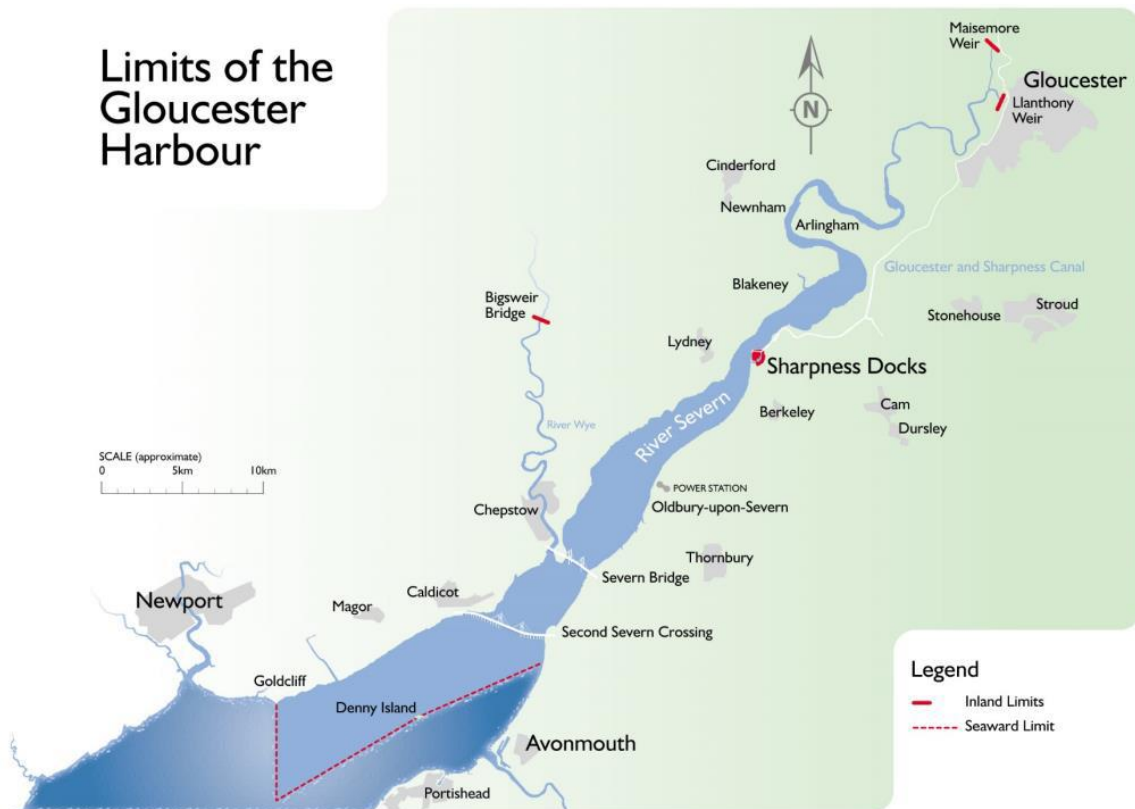 Limits of the
Gloucester
Harbour
Maisemore
Weir
Gloucester
Llanthony
Weir
N
Cinderford
Newnham
Arlingham
Gloucester and Sharpness Canal
Blakeney
Bigsweir
Bridge
Stonehouse
Stroud
Lydney
Sharpness Docks
Berkeley
Cam
Dursley
River Severn
River Wye
SCALE (approximate)
0 5km 10km
POWER STATION
Oldbury-upon-Severn
Chepstow
Thornbury
Severn Bridge
Caldicot
Magor
Newport
Second Severn Crossing
Goldcliff
Denny Island
Avonmouth
Portishead
Legend
Inland Limits
Seaward Limit